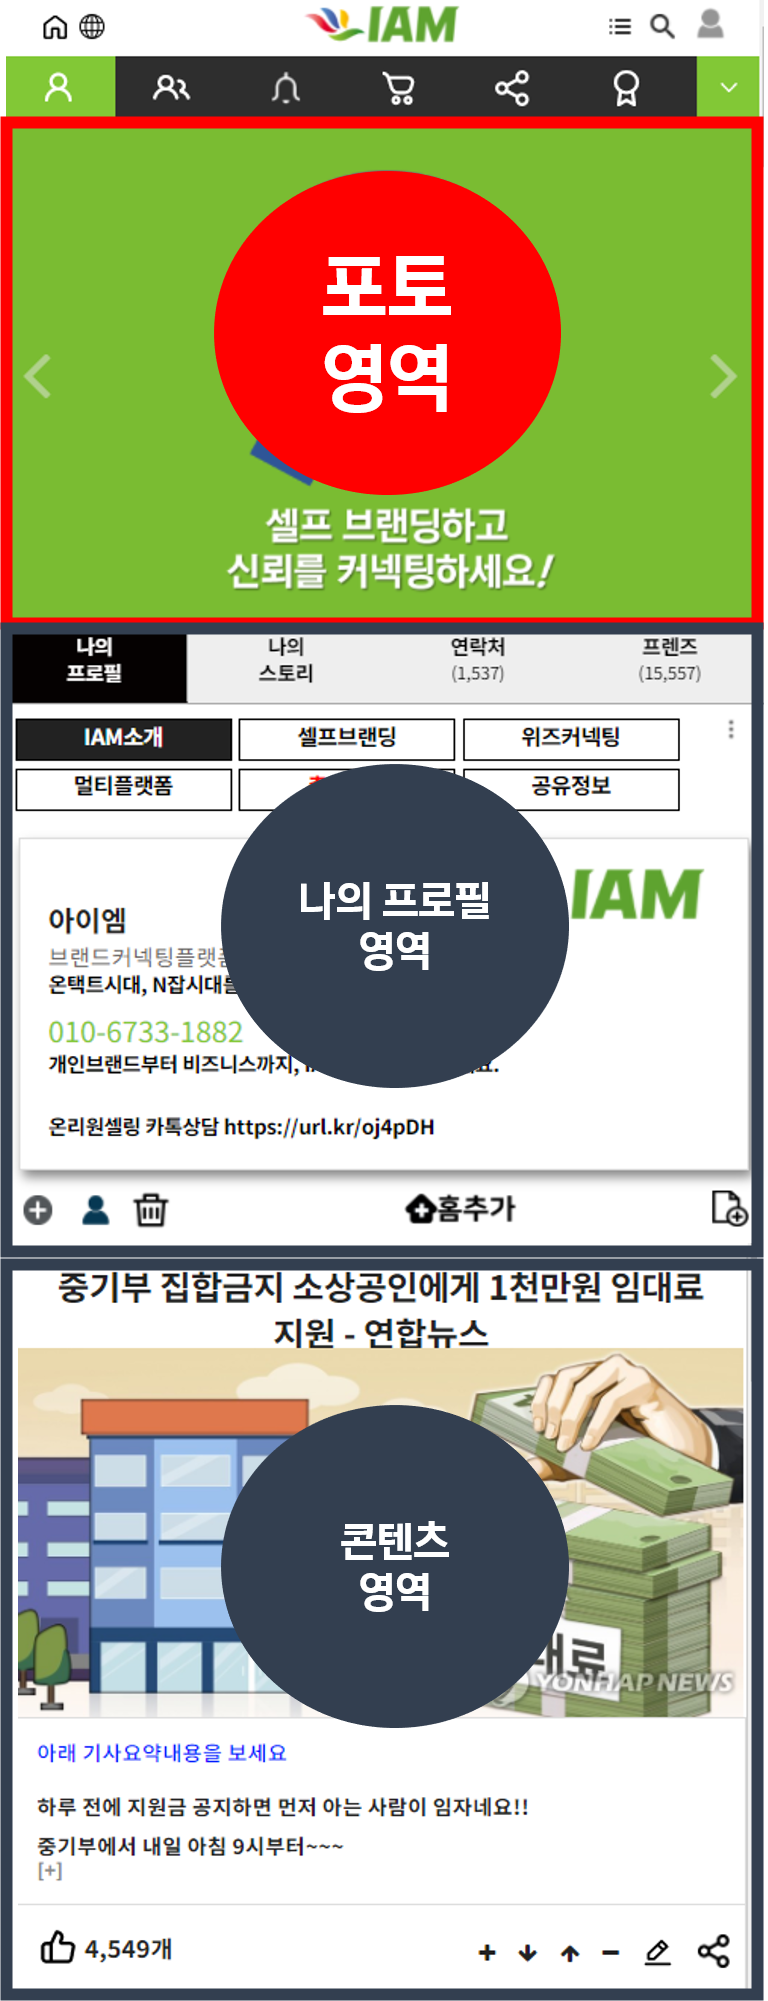 IAM
포토
영역
셀프 브랜딩하고
신뢰를 커넥팅하세요!
나의
프로필
나의
스토리
연락처
(1,537)
프렌즈
(15,557)
IAM소개
셀프브랜딩
위즈커넥팅
멀티플랫폼
공유정보
IAM
나의 프로필
영역
아이엠
브랜드커넥팅플랫폼
온택트시대, N잡시대를
010-6733-1882
개인브랜드부터 비즈니스까지,
온리원셀링 카톡상담 https://url.kr/oj4pDH
홈추가
중기부 집합금지 소상공인에게 1천만원 임대료
지원 - 연합뉴스
콘텐츠
영역
대료
YONHAP NEWS
아래 기사요약내용을 보세요
하루 전에 지원금 공지하면 먼저 아는 사람이 임자네요!!
중기부에서 내일 아침 9시부터~~~
[+]
4,549개